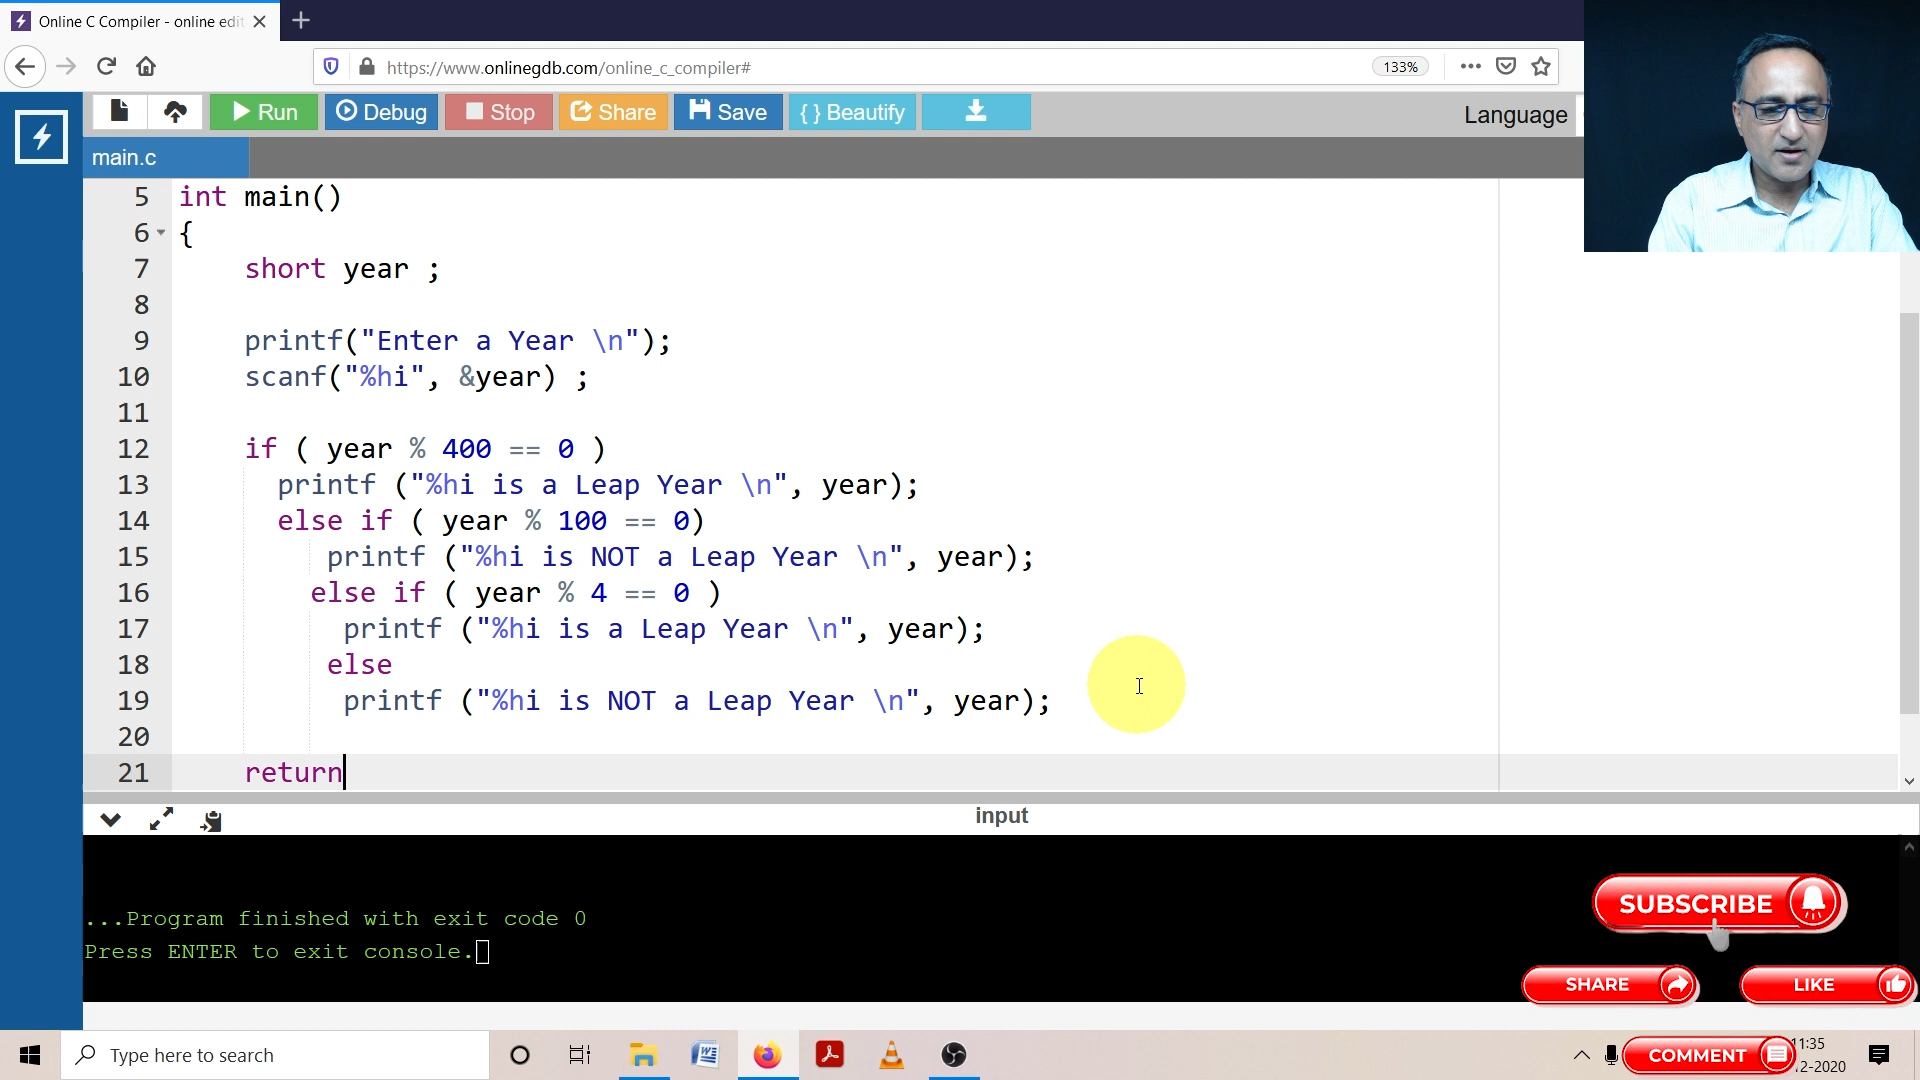 Online C Compiler - online edit
https://www.onlinegdb.com/online_c_compiler#
133%
Run
Debug
Stop
Share
Save
{ } Beautify
Language
main.c
5 int main()
6 {
7 short year ;
8
9 printf("Enter a Year \n");
10 scanf("%hi", &year) ;
11
12 if ( year % 400 == 0 )
13 printf ("%hi is a Leap Year \n", year);
14 else if ( year % 100 == 0)
15 printf ("%hi is NOT a Leap Year \n", year);
16 else if ( year % 4 == 0 )
17 printf ("%hi is a Leap Year \n", year);
18 else
19 printf ("%hi is NOT a Leap Year \n", year);
20
21 return
input
...Program finished with exit code 0
Press ENTER to exit console.
SUBSCRIBE
SHARE
LIKE
Type here to search
COMMENT
11:35
2-2020